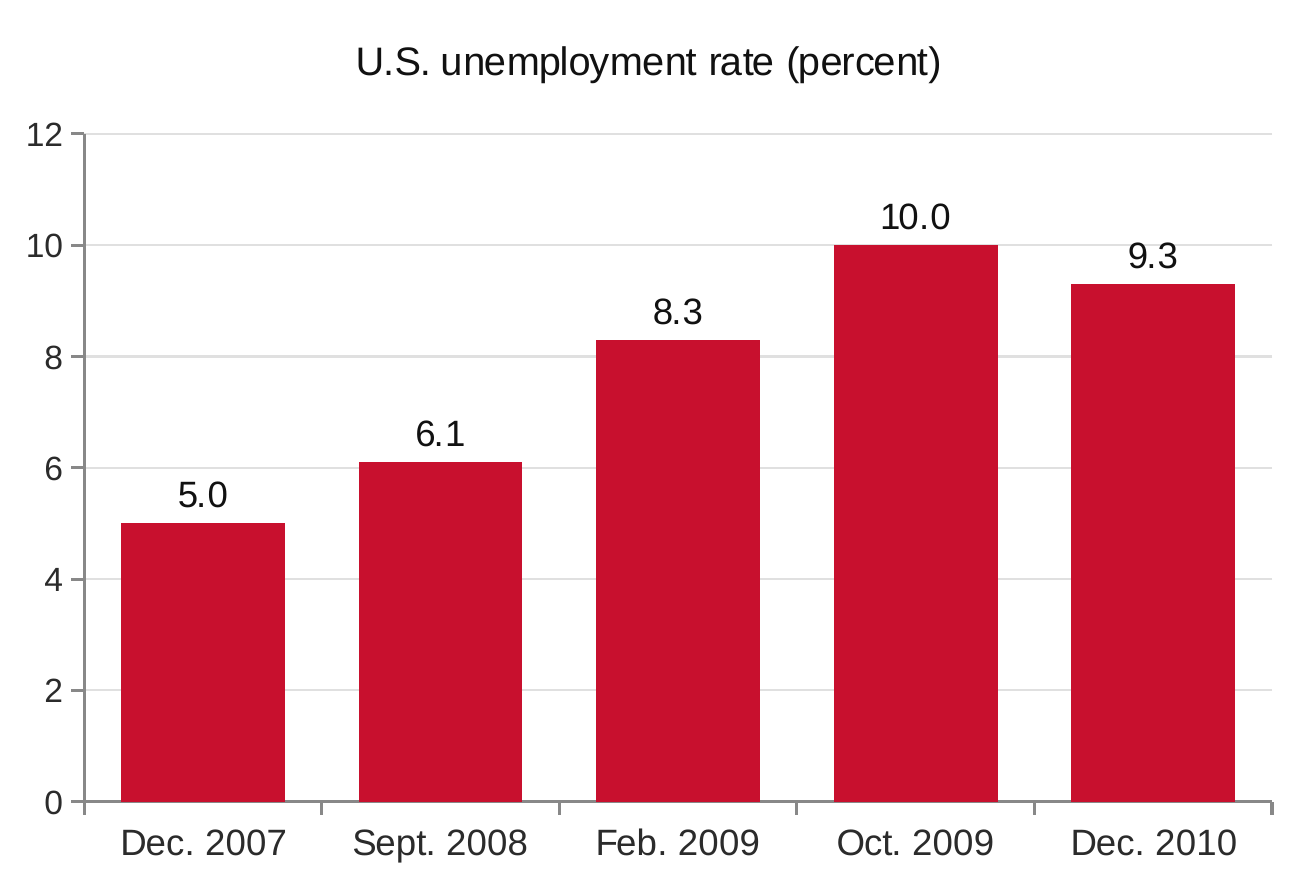 U.S. unemployment rate (percent)
12
10
8
6
4
2
0
5.0
6.1
8.3
10.0
9.3
Dec. 2007
Sept. 2008
Feb. 2009
Oct. 2009
Dec. 2010